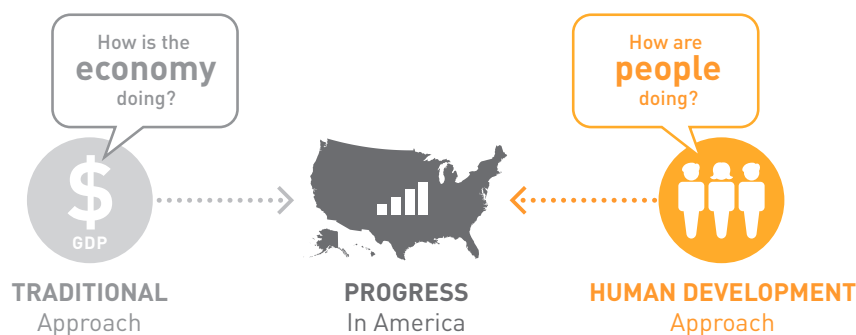 How is the
economy
doing?
How are
people
doing?
$
GDP
TRADITIONAL
Approach
PROGRESS
In America
HUMAN DEVELOPMENT
Approach